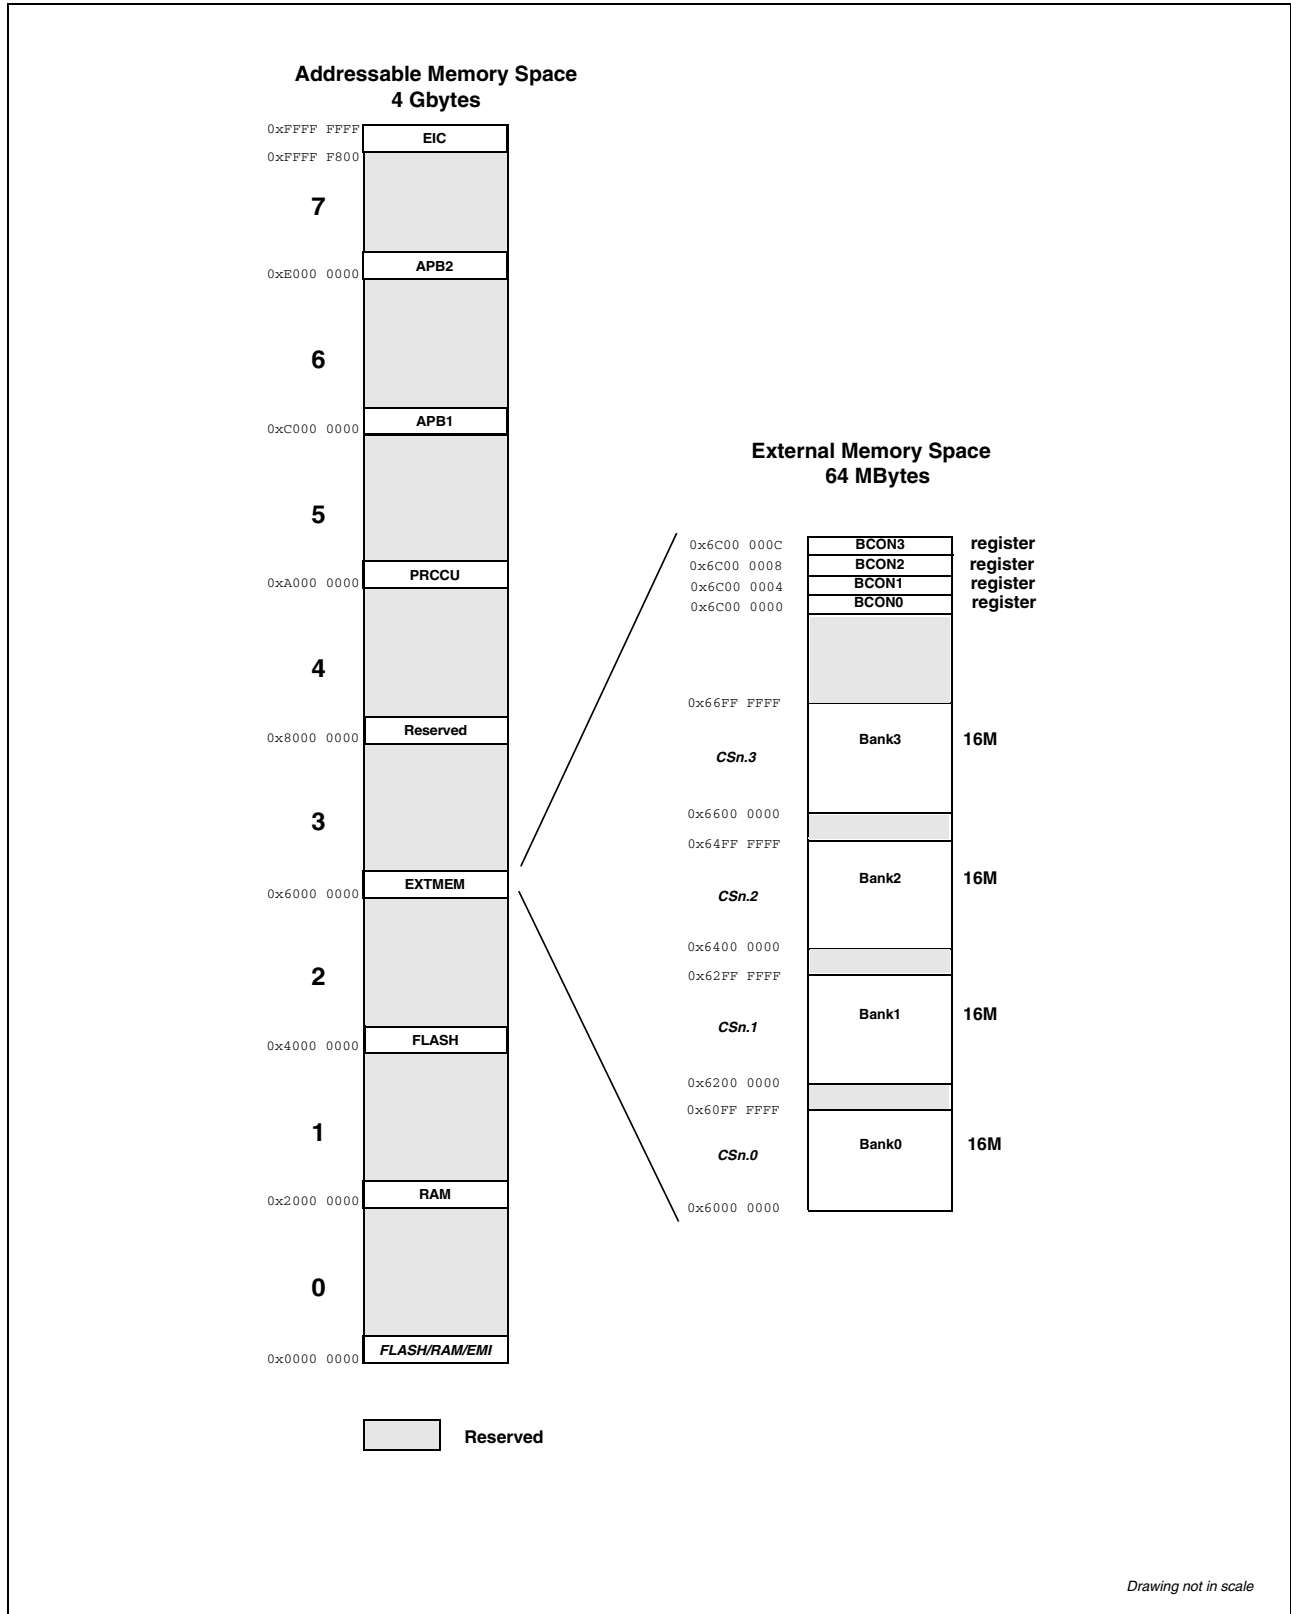 Addressable Memory Space
4 Gbytes
0xFFFF FFFF
EIC
0xFFFF F800
7
APB2
0xE000 0000
6
APB1
0xC000 0000
5
PRCCU
0xA000 0000
4
Reserved
0x8000 0000
3
EXTMEM
0x6000 0000
2
FLASH
0x4000 0000
1
RAM
0x2000 0000
0
FLASH/RAM/EMI
0x0000 0000
Reserved
External Memory Space
64 MBytes
0x6C00 000C BCON3 register
0x6C00 0008 BCON2 register
0x6C00 0004 BCON1 register
0x6C00 0000 BCON0 register
0x66FF FFFF
Bank3 16M
CSn.3
0x6600 0000
0x64FF FFFF
Bank2 16M
CSn.2
0x6400 0000
0x62FF FFFF
Bank1 16M
CSn.1
0x6200 0000
0x60FF FFFF
Bank0 16M
CSn.0
0x6000 0000
Drawing not in scale